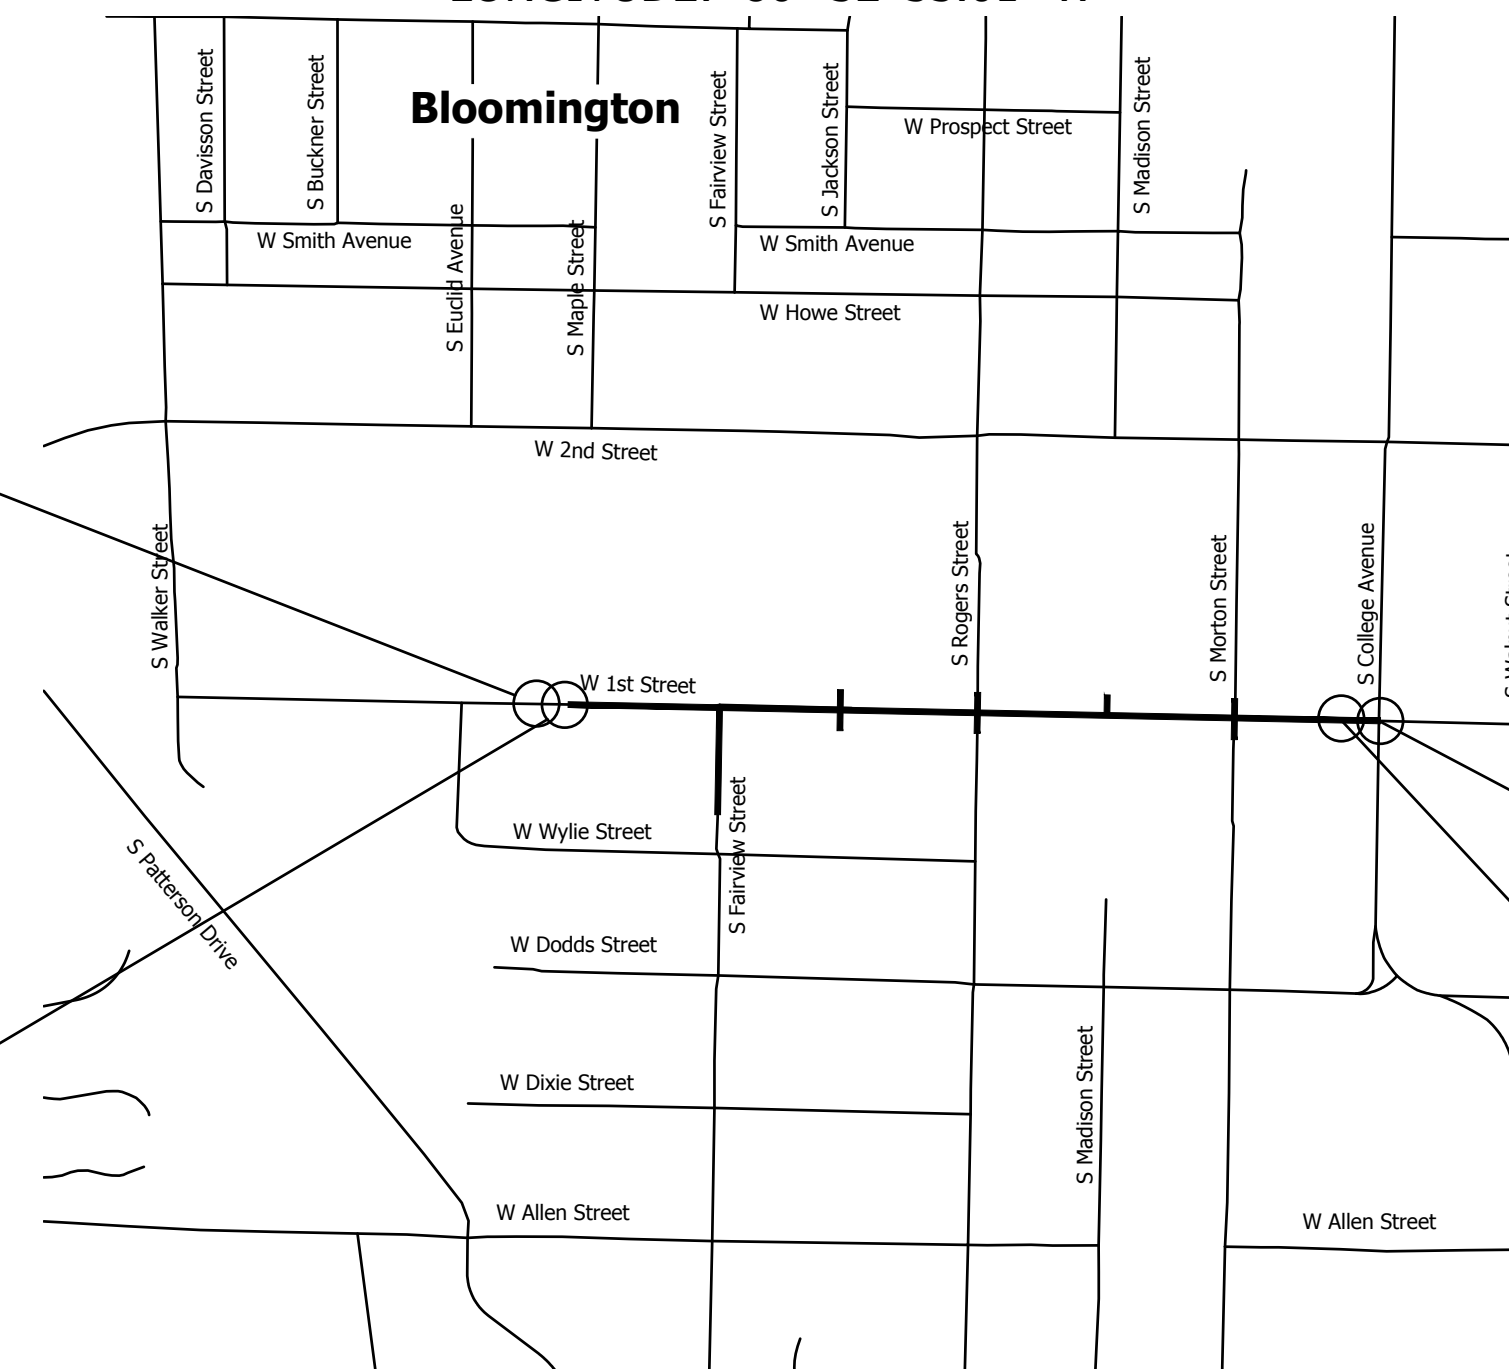 S Davisson Street
S Buckner Street
Bloomington
S Fairview Street
S Jackson Street
W Prospect Street
S Madison Street
W Smith Avenue
S Euclid Avenue
S Maple Street
W Smith Avenue
W Howe Street
W 2nd Street
S Walker Street
S Rogers Street
S Morton Street
S College Avenue
W 1st Street
S Patterson Drive
W Wylie Street
S Fairview Street
W Dodds Street
W Dixie Street
S Madison Street
W Allen Street
W Allen Street